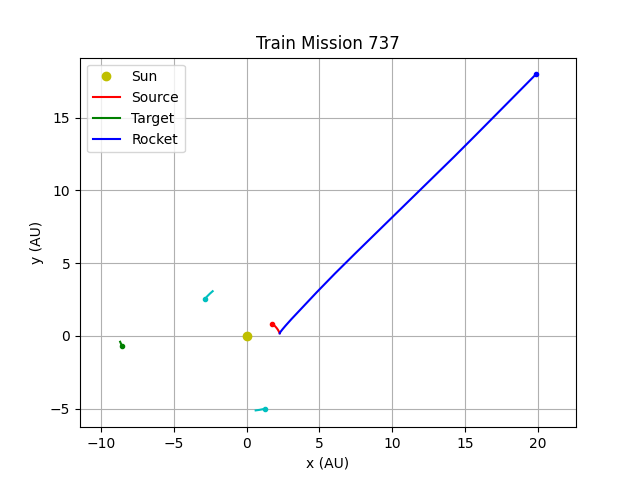 Train Mission 737
Sun
Source
Target
Rocket
15
10
5
0
−5
y (AU)
−10
−5
0
5
10
15
20
x (AU)